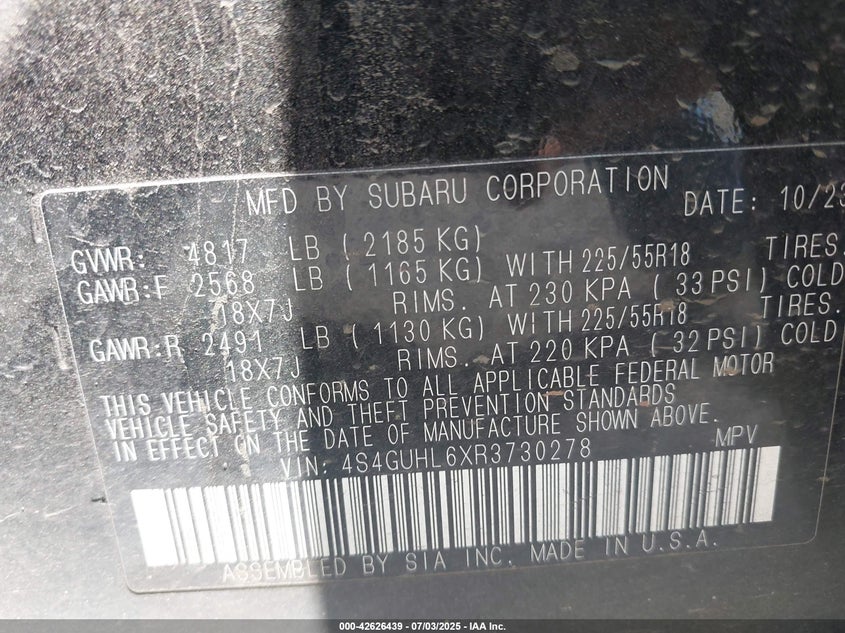 MFD BY SUBARU CORPORATION DATE: 10/23
GVWR: 4817 LB ( 2185 KG)
GAWR:F 2568 LB ( 1165 KG) WITH 225/55R18 TIRES.
18X7J RIMS. AT 230 KPA ( 33 PSI) COLD
GAWR:R 2491 LB ( 1130 KG) WITH 225/55R18 TIRES.
18X7J RIMS. AT 220 KPA ( 32 PSI) COLD
THIS VEHICLE CONFORMS TO ALL APPLICABLE FEDERAL MOTOR
VEHICLE SAFETY AND THEFT PREVENTION STANDARDS
IN EFFECT ON THE DATE OF MANUFACTURE SHOWN ABOVE.
VIN: 4S4GUHL6XR3730278 MPV
ASSEMBLED BY SIA INC. MADE IN U.S.A.
000-42626439 - 07/03/2025 - IAA Inc.